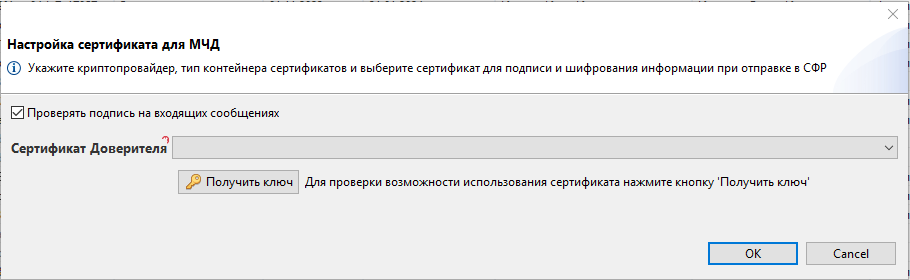 Настройка сертификата для МЧД
Укажите криптопровайдер, тип контейнера сертификатов и выберите сертификат для подписи и шифрования информации при отправке в СФР
Проверять подпись на входящих сообщениях
Сертификат Доверителя
Получить ключ Для проверки возможности использования сертификата нажмите кнопку 'Получить ключ'
OK Cancel